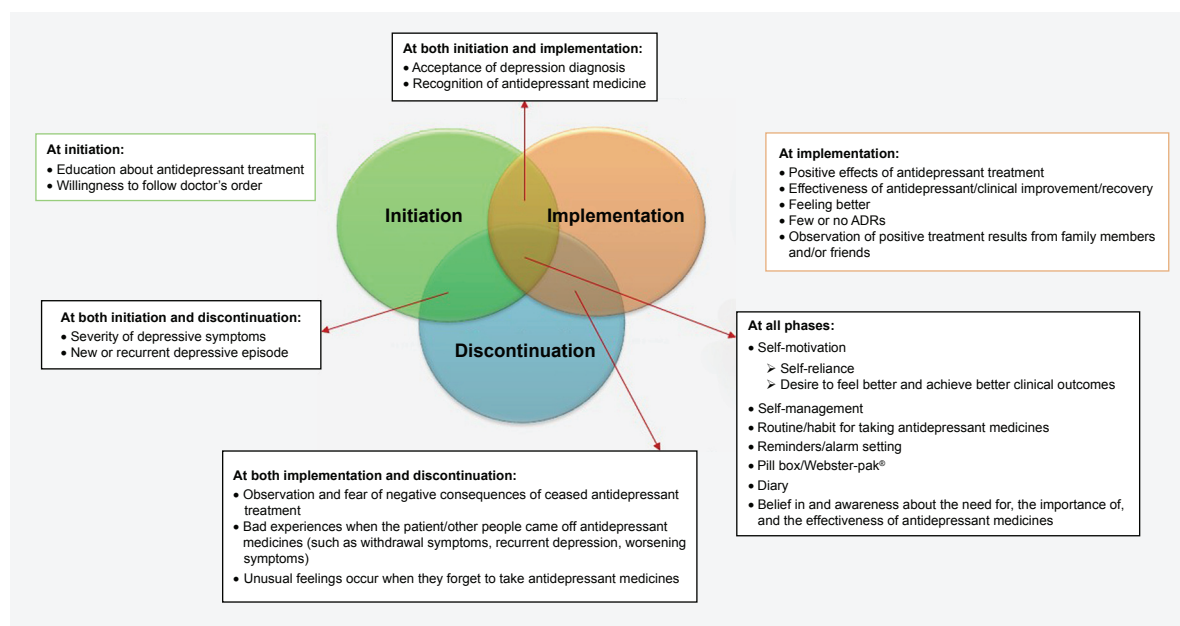 At both initiation and implementation:
• Acceptance of depression diagnosis
• Recognition of antidepressant medicine
At initiation:
• Education about antidepressant treatment
• Willingness to follow doctor's order
At implementation:
• Positive effects of antidepressant treatment
• Effectiveness of antidepressant/clinical improvement/recovery
• Feeling better
• Few or no ADRs
• Observation of positive treatment results from family members
and/or friends
Initiation
Implementation
Discontinuation
At both initiation and discontinuation:
• Severity of depressive symptoms
• New or recurrent depressive episode
At all phases:
• Self-motivation
➢ Self-reliance
➢ Desire to feel better and achieve better clinical outcomes
• Self-management
• Routine/habit for taking antidepressant medicines
• Reminders/alarm setting
• Pill box/Webster-pak®
• Diary
• Belief in and awareness about the need for, the importance of,
and the effectiveness of antidepressant medicines
At both implementation and discontinuation:
• Observation and fear of negative consequences of ceased antidepressant
treatment
• Bad experiences when the patient/other people came off antidepressant
medicines (such as withdrawal symptoms, recurrent depression, worsening
symptoms)
• Unusual feelings occur when they forget to take antidepressant medicines